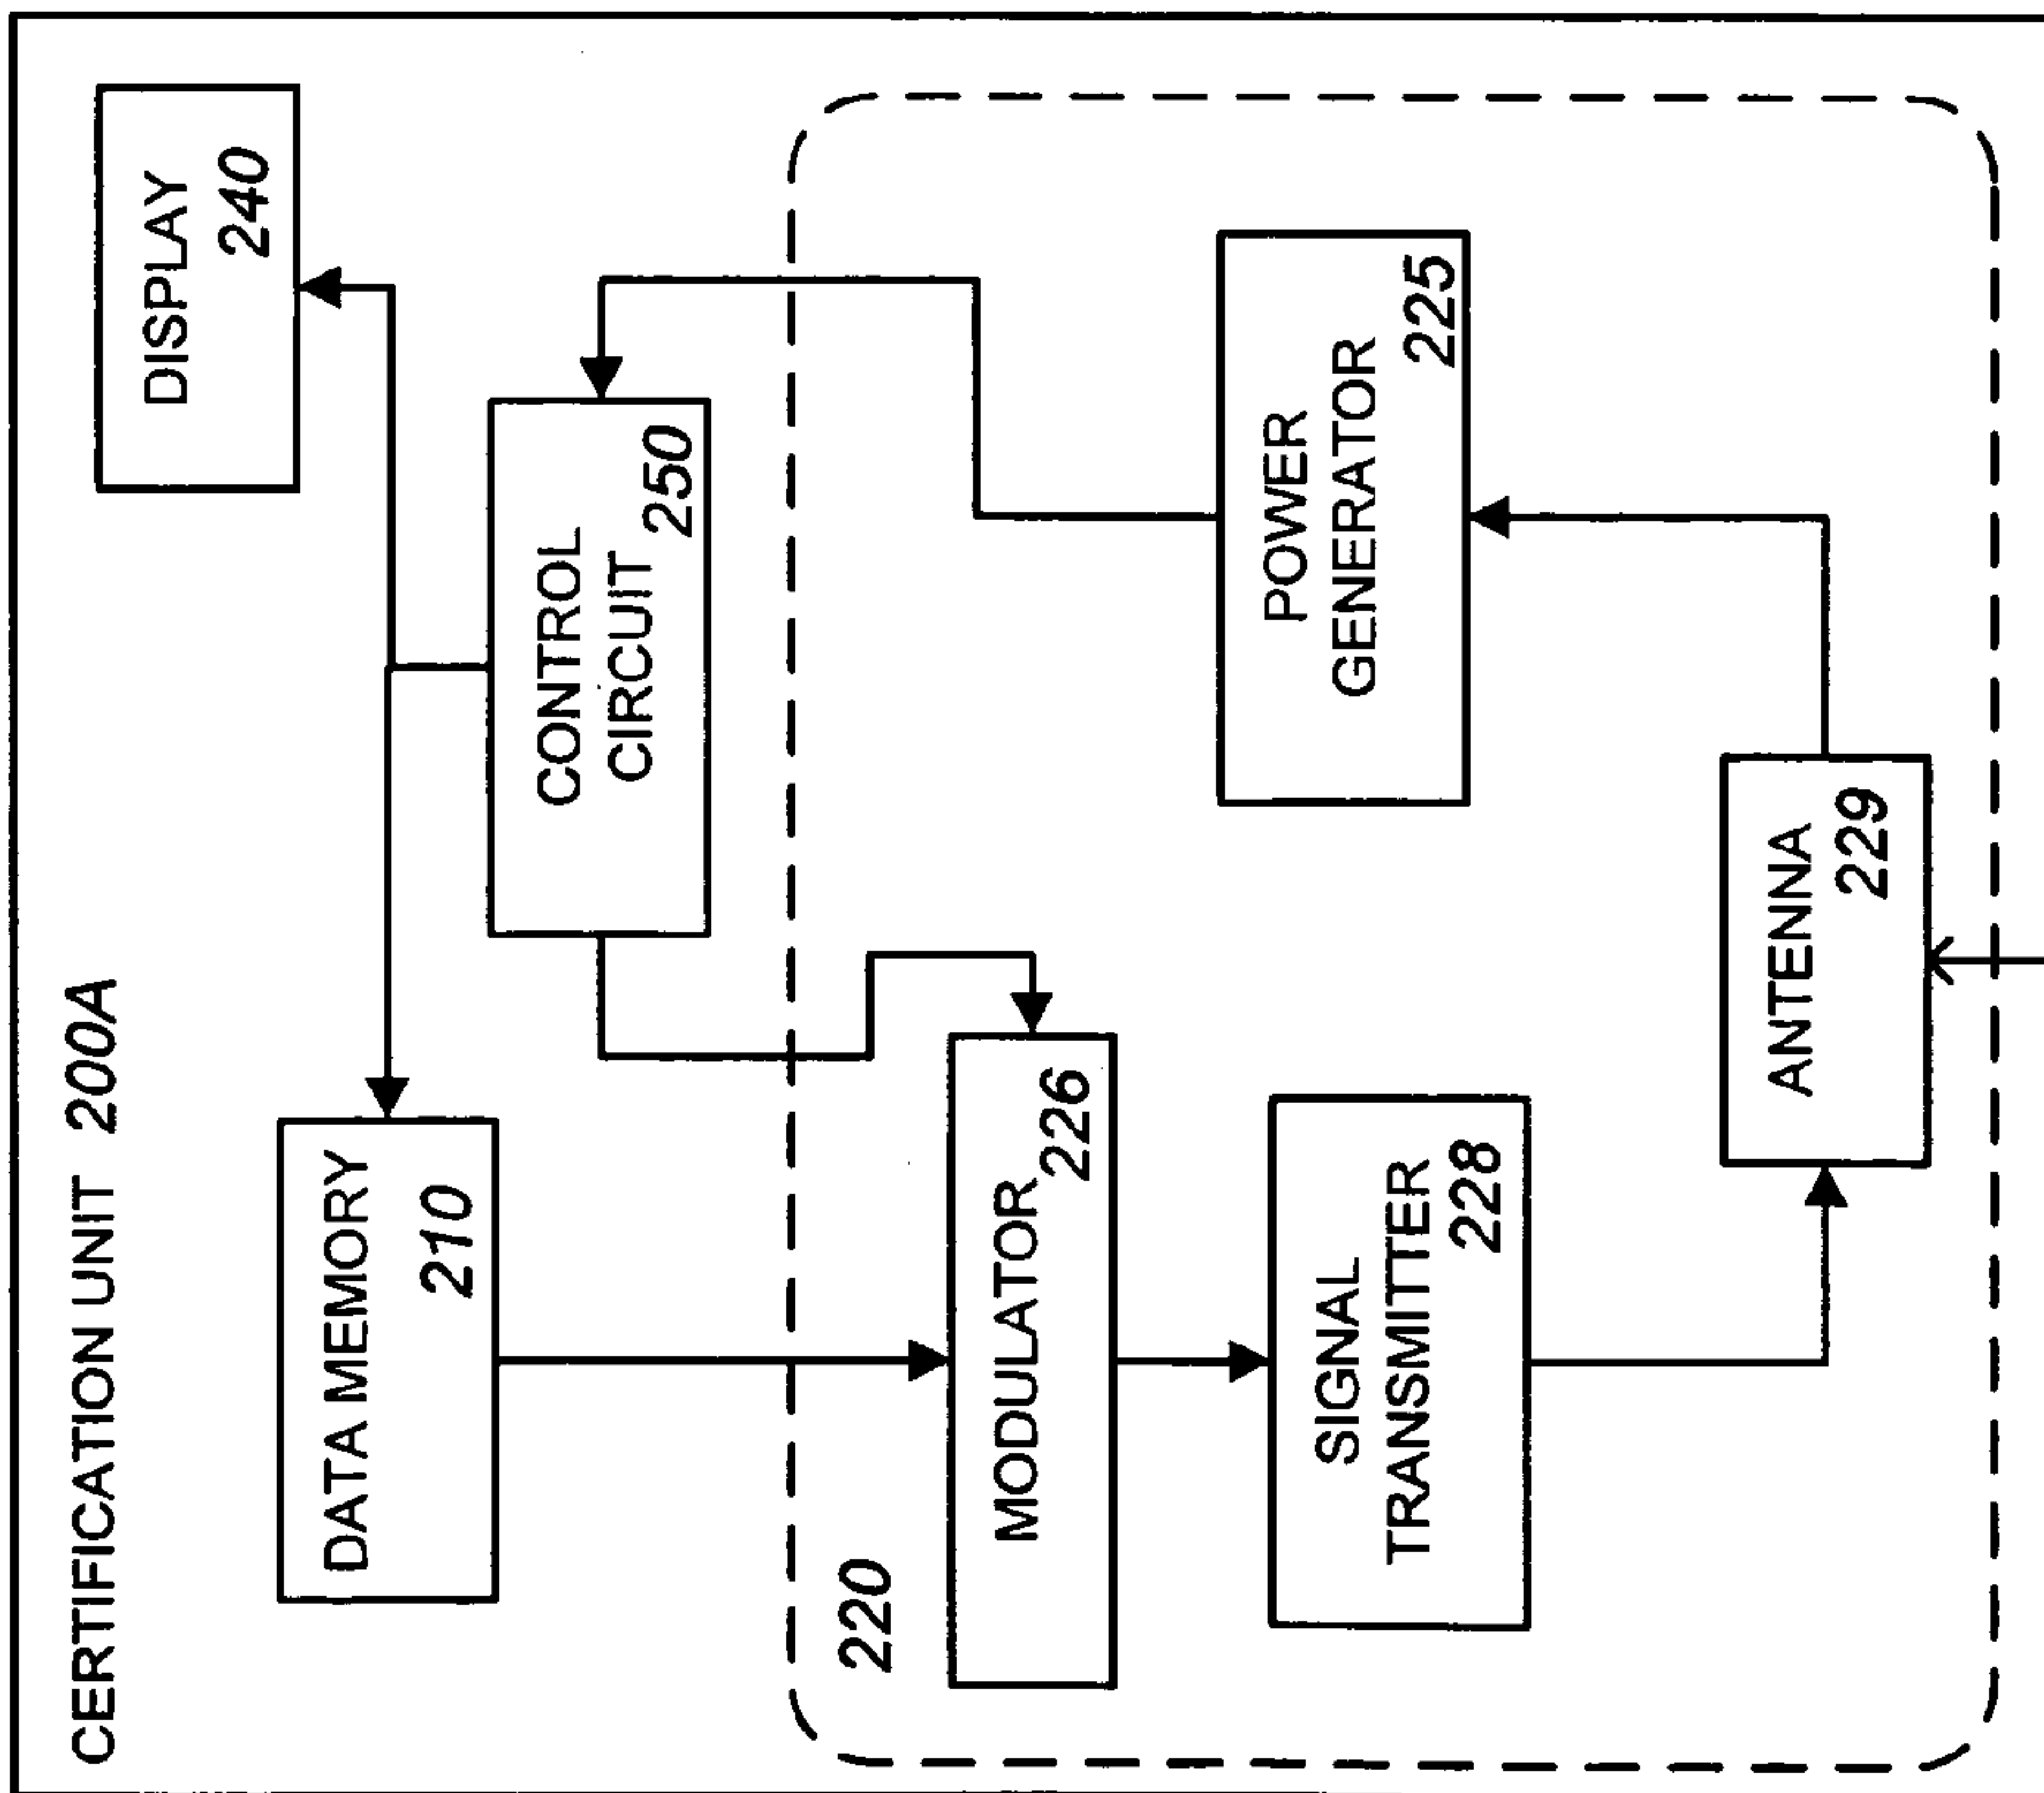 CERTIFICATION UNIT 200A
DATA MEMORY
210
CONTROL
CIRCUIT
250
DISPLAY
240
220
MODULATOR
226
SIGNAL
TRANSMITTER
228
POWER
GENERATOR
225
ANTENNA
229